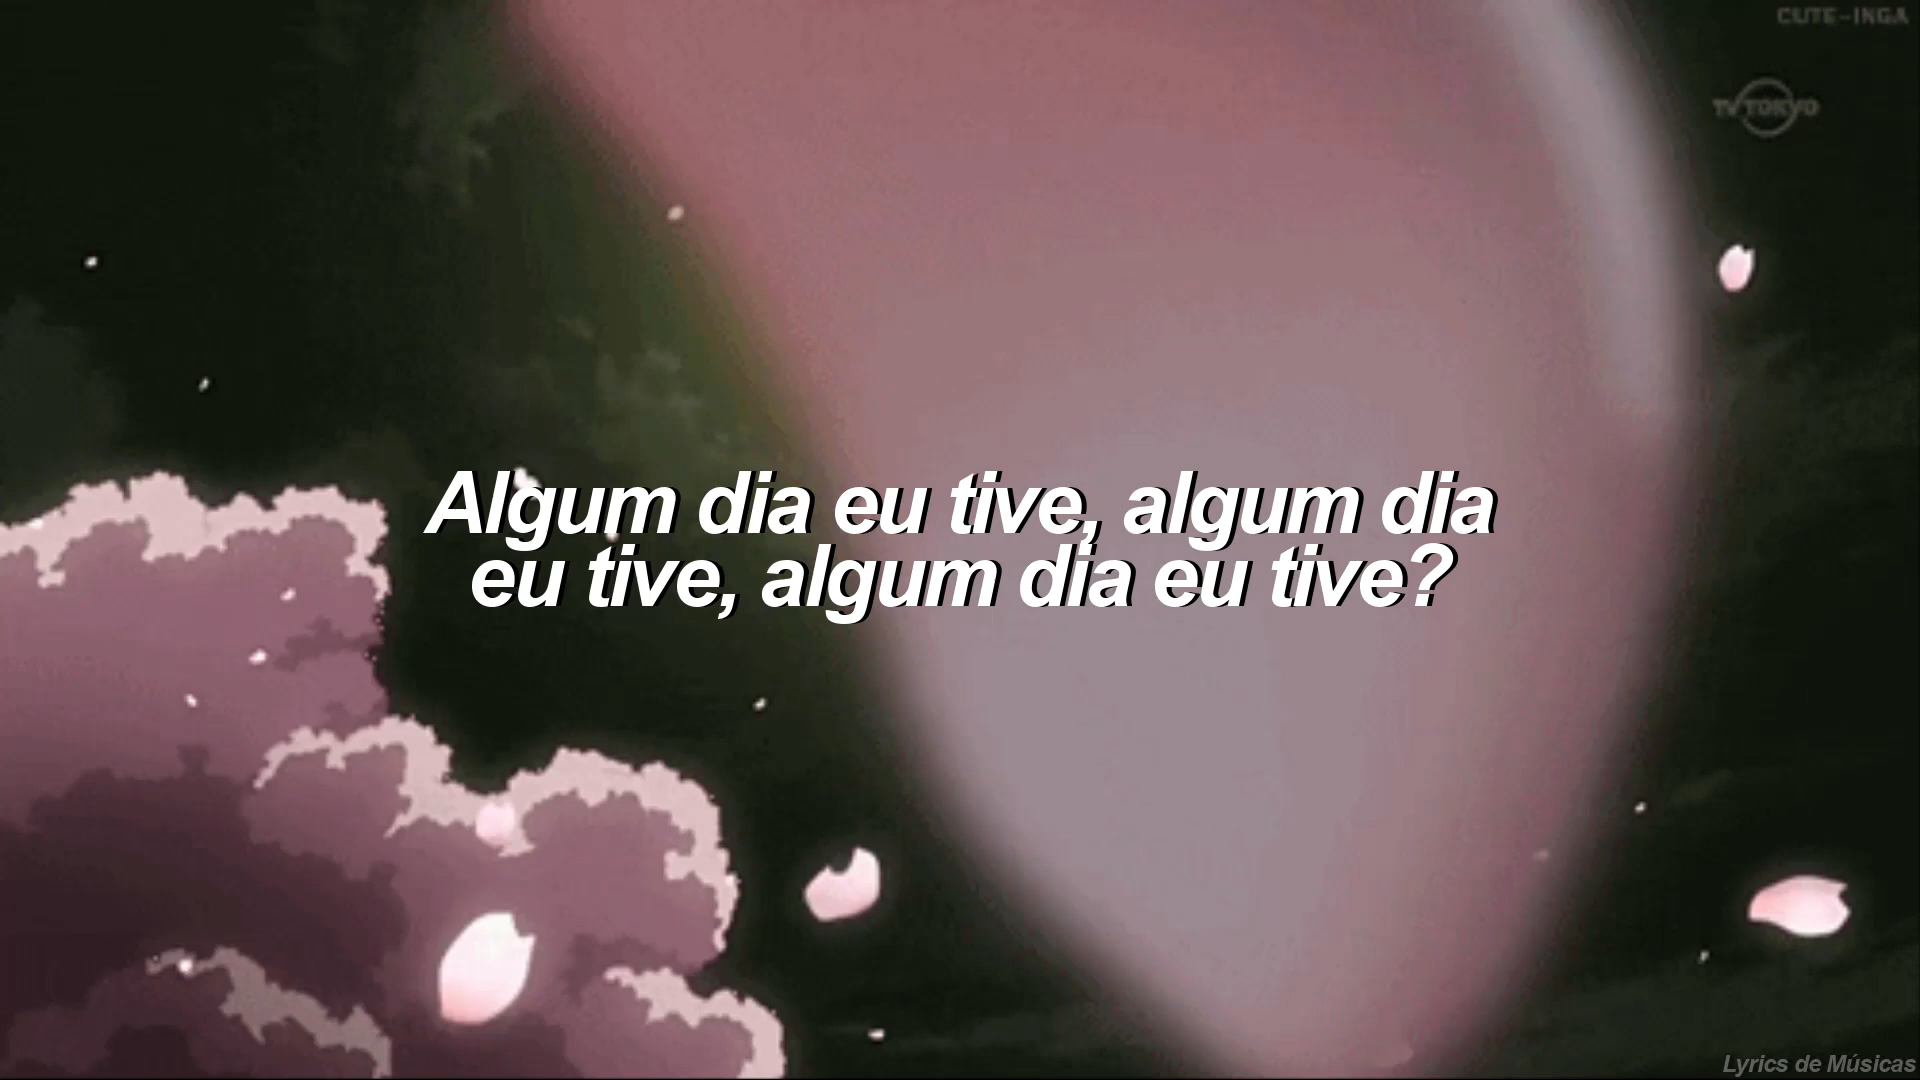 CUTE-INGA
TV TOKYO
Algum dia eu tive, algum dia
eu tive, algum dia eu tive?
Lyrics de Músicas